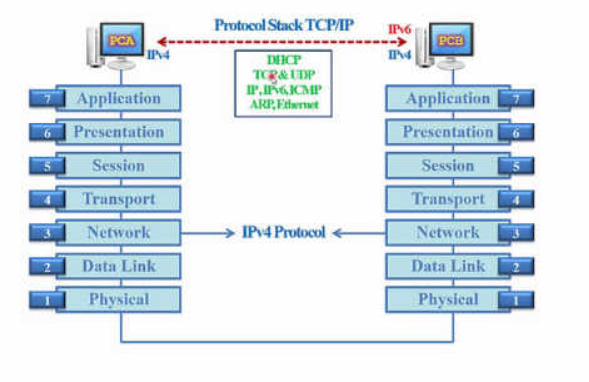 Protocol Stack TCP/IP
PCA
IPv4
IPv6
PCB
IPv4
DHCP
TCP & UDP
IP, IPv6, ICMP
ARP, Ethernet
7 Application
Application 7
6 Presentation
Presentation 6
5 Session
Session 5
4 Transport
Transport 4
3 Network
IPv4 Protocol
Network 3
2 Data Link
Data Link 2
1 Physical
Physical 1